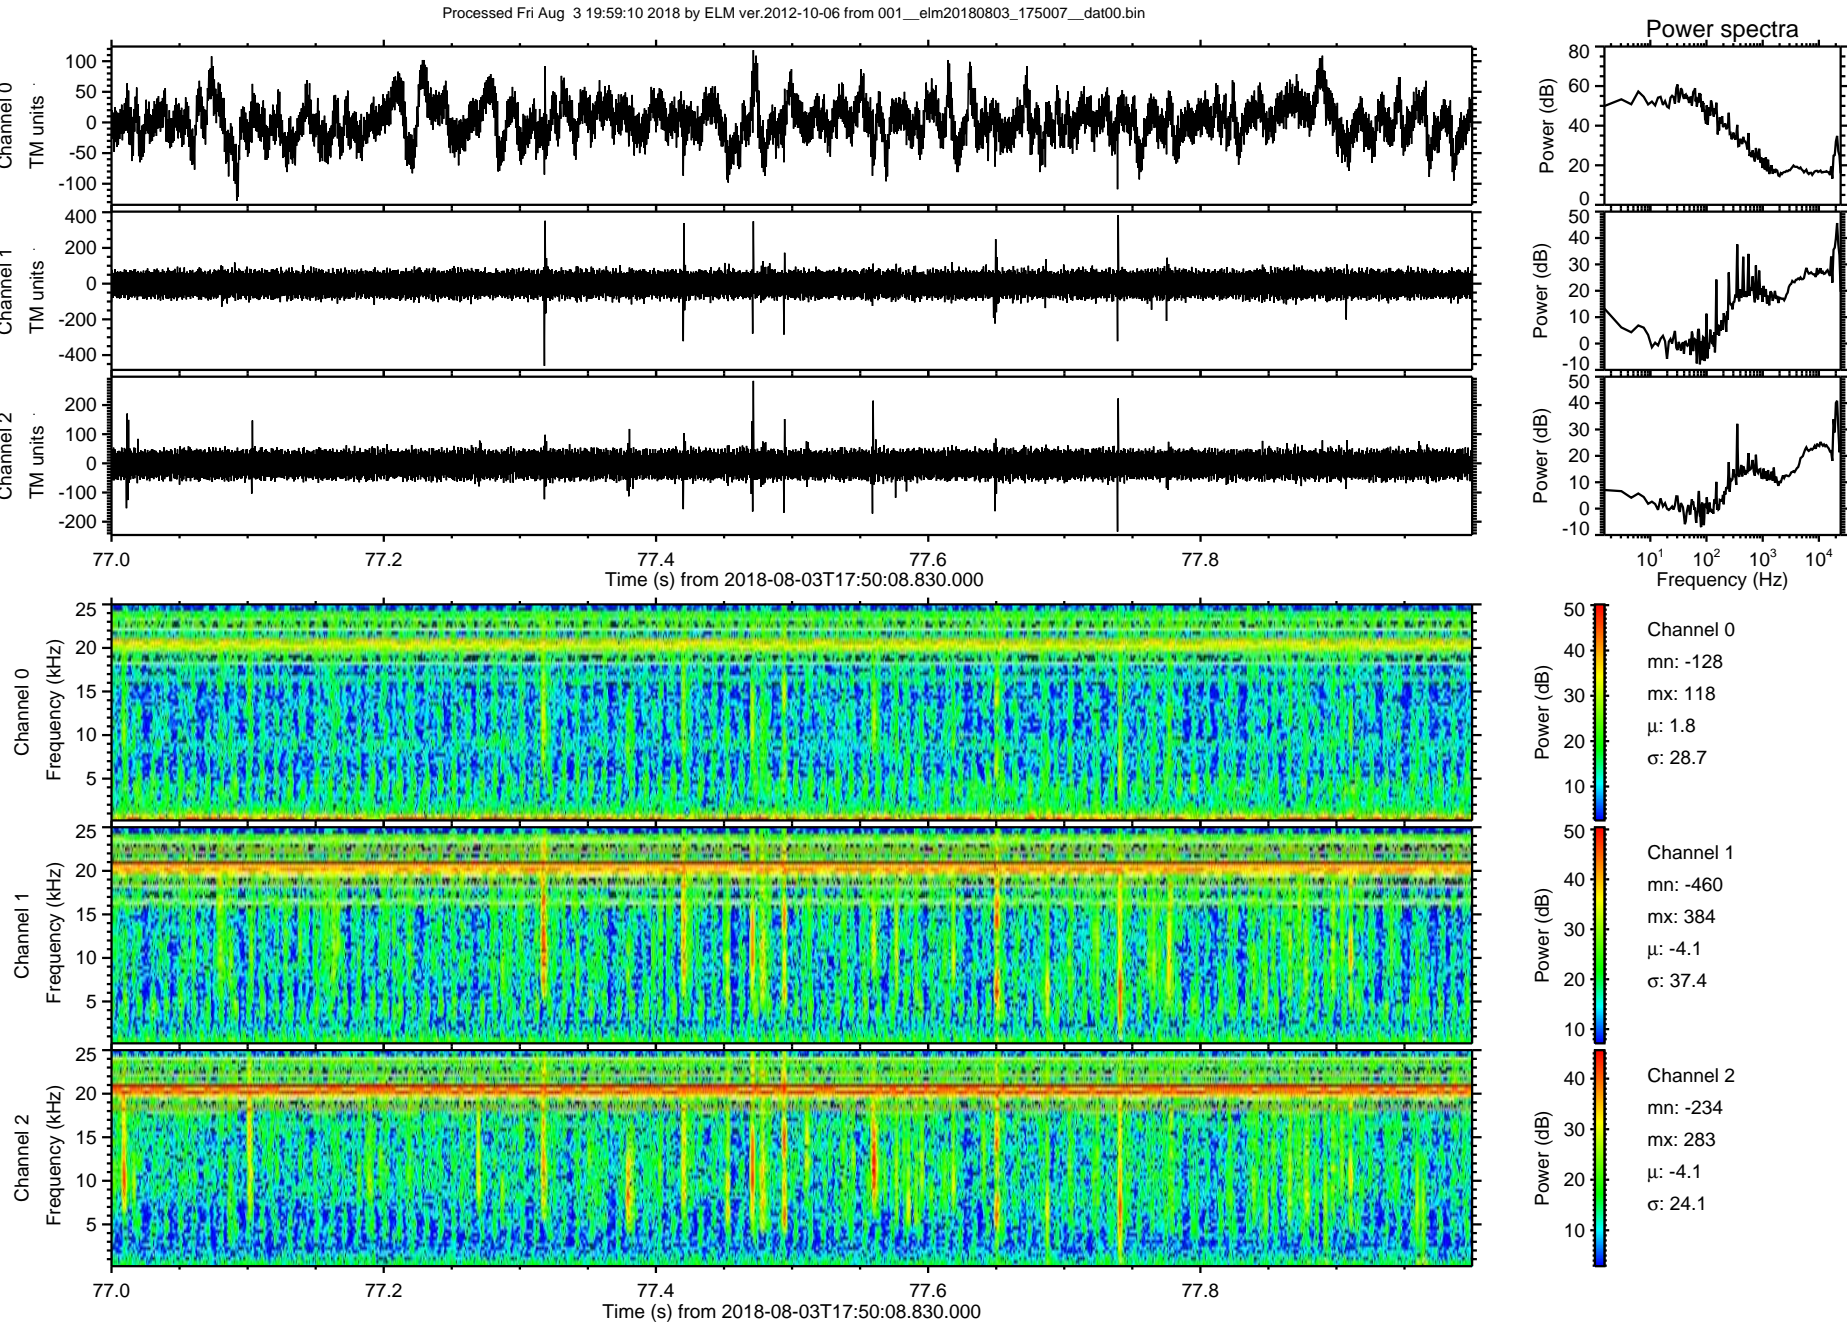 Processed Fri Aug  3 19:59:10 2018 by ELM ver.2012-10-06 from 001__elm20180803_175007__dat00.bin
Power spectra
Channel 0
TM units
100
50
0
-50
-100
Power (dB)
80
60
40
20
0
Channel 1
TM units
400
200
0
-200
-400
Power (dB)
50
40
30
20
10
0
-10
Channel 2
TM units
200
100
0
-100
-200
Power (dB)
50
40
30
20
10
0
-10
77.0 77.2 77.4 77.6 77.8
Time (s) from 2018-08-03T17:50:08.830.000
10¹ 10² 10³ 10⁴
Frequency (Hz)
Channel 0
Frequency (kHz)
25
20
15
10
5
Power (dB)
50
40
30
20
10
Channel 0
mn: -128
mx: 118
μ: 1.8
σ: 28.7
Channel 1
Frequency (kHz)
25
20
15
10
5
Power (dB)
50
40
30
20
10
Channel 1
mn: -460
mx: 384
μ: -4.1
σ: 37.4
Channel 2
Frequency (kHz)
25
20
15
10
5
Power (dB)
40
30
20
10
Channel 2
mn: -234
mx: 283
μ: -4.1
σ: 24.1
77.0 77.2 77.4 77.6 77.8
Time (s) from 2018-08-03T17:50:08.830.000